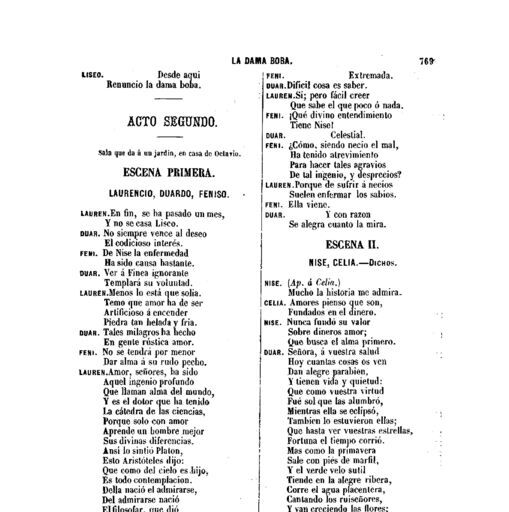 LA DAMA BOBA.
769
LISEO. Desde aqui
Renuncio la dama boba.
ACTO SEGUNDO.
Sala que da á un jardin, en casa de Octavio.
ESCENA PRIMERA.
LAURENCIO, DUARDO, FENISO.
LAUREN. En fin, se ha pasado un mes,
Y no se casa Liseo.
DUAR. No siempre vence al deseo
El codicioso interés.
FENI. De Nise la enfermedad
Ha sido causa bastante.
DUAR. Ver á Finea ignorante
Templará su voluntad.
LAUREN. Menos lo está que solia.
Temo que amor ha de ser
Artificioso á encender
Piedra tan helada y fria.
DUAR. Tales milagros ha hecho
En gente rústica amor.
FENI. No se tendrá por menor
Dar alma á su rudo pecho.
LAUREN. Amor, señores, ha sido
Aquel ingenio profundo
Que llaman alma del mundo,
Y es el dotor que ha tenido
La cátedra de las ciencias,
Porque solo con amor
Aprende un hombre mejor
Sus divinas diferencias.
Ansi lo sintió Platon,
Esto Aristóteles dijo:
Que como del cielo es hijo,
Es todo contemplacion.
Della nació el admirarse,
Del admirarse nació
El filosofar, que dió
FENI. Extremada.
DUAR. Dificil cosa es saber.
LAUREN. Si; pero fácil creer
Que sabe el que poco ó nada.
FENI. ¡Qué divino entendimiento
Tiene Nise!
DUAR. Celestial.
FENI. ¿Cómo, siendo necio el mal,
Ha tenido atrevimiento
Para hacer tales agravios
De tal ingenio, y desprecios?
LAUREN. Porque de sufrir á necios
Suelen enfermar los sabios.
FENI. Ella viene.
DUAR. Y con razon
Se alegra cuanto la mira.
ESCENA II.
NISE, CELIA.—DICHOS.
NISE. (Ap. á Celia.)
Mucho la historia me admira.
CELIA. Amores pienso que son,
Fundados en el dinero.
NISE. Nunca fundó su valor
Sobre dineros amor;
Que busca el alma primero.
DUAR. Señora, á vuestra salud
Hoy cuantas cosas os ven
Dan alegre parabien,
Y tienen vida y quietud:
Que como vuestra virtud
Fué sol que las alumbró,
Mientras ella se eclipsó,
Tambien lo estuvieron ellas;
Que hasta ver vuestras estrellas,
Fortuna el tiempo corrió.
Mas como la primavera
Sale con piés de marfil,
Y el verde velo sutil
Tiende en la alegre ribera,
Corre el agua placentera,
Cantando los ruiseñores,
Y van creciendo las flores: